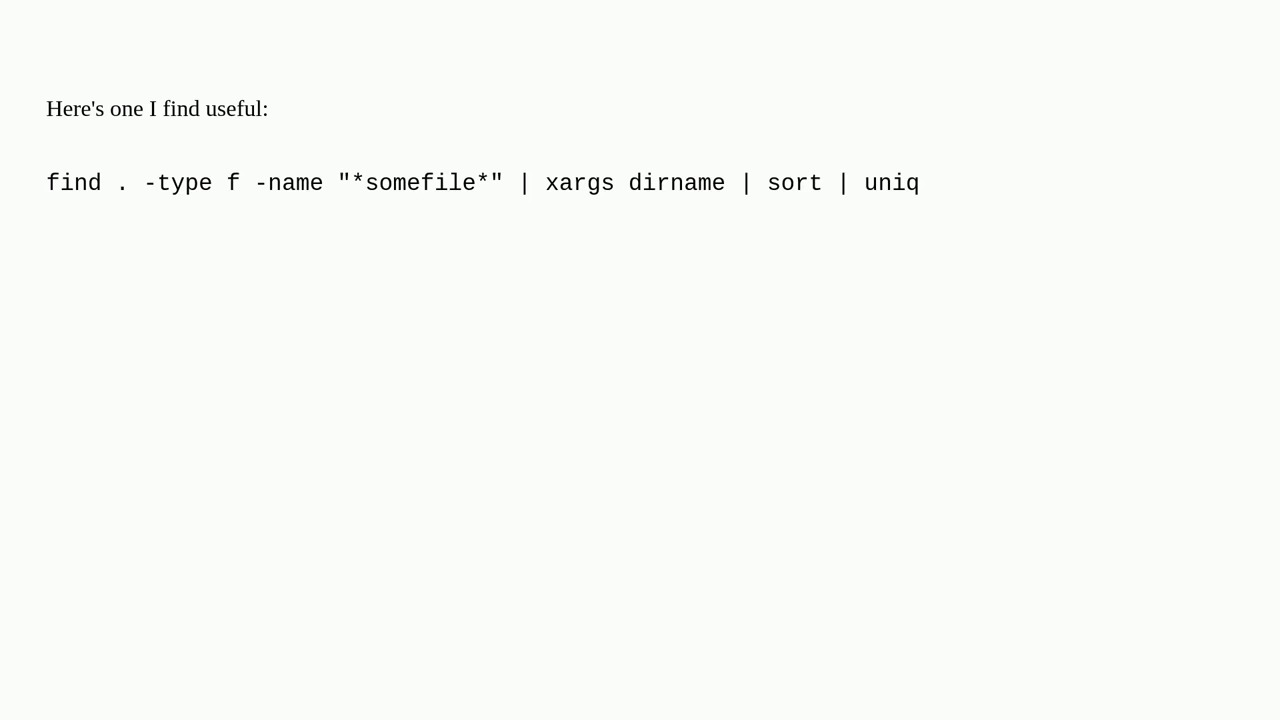 Here's one I find useful:
find . -type f -name "*somefile*" | xargs dirname | sort | uniq